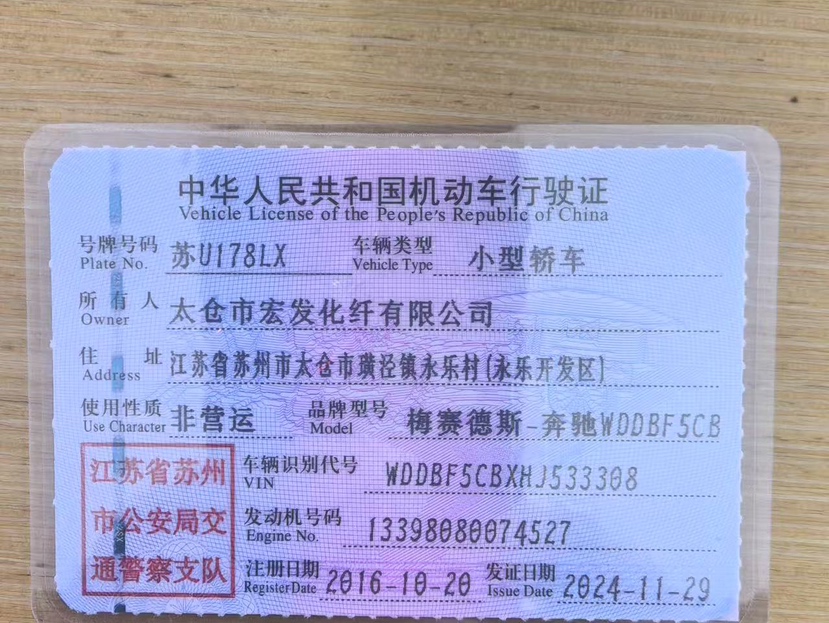 中华人民共和国机动车行驶证
Vehicle License of the People's Republic of China
号牌号码 苏U178LX 车辆类型 小型轿车
Plate No. Vehicle Type
所有人 太仓市宏发化纤有限公司
Owner
住址 江苏省苏州市太仓市璜泾镇永乐村(永乐开发区)
Address
使用性质 非营运 品牌型号 梅赛德斯-奔驰WDDBF5CB
Use Character Model
江苏省苏州 车辆识别代号 WDDBF5CBXHJ533308
VIN
市公安局交 发动机号码 13398080074527
Engine No.
通警察支队 注册日期 2016-10-20 发证日期 2024-11-29
Register Date Issue Date